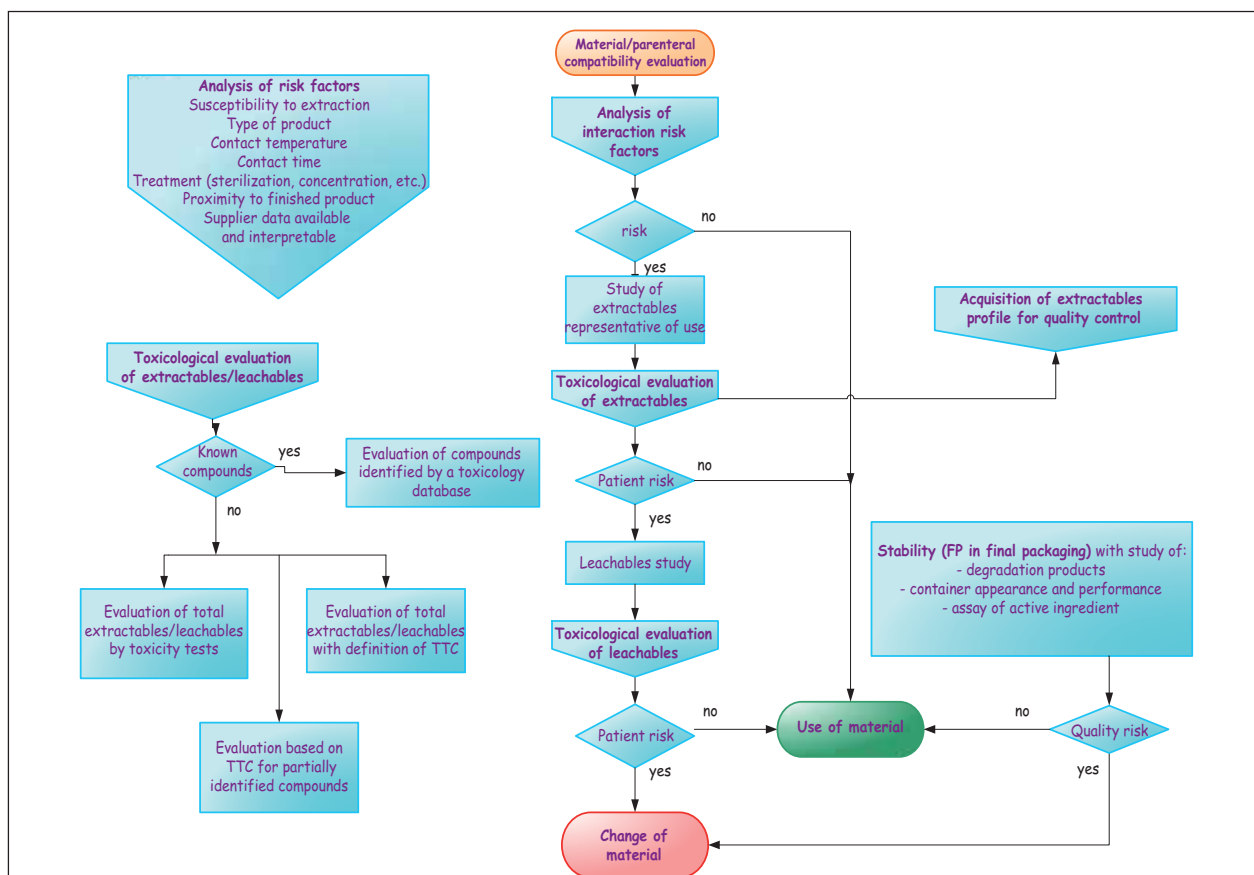 Material/parenteral
compatibility evaluation
Analysis of risk factors
Susceptibility to extraction
Type of product
Contact temperature
Contact time
Treatment (sterilization, concentration, etc.)
Proximity to finished product
Supplier data available
and interpretable
Analysis of
interaction risk
factors
risk
no
yes
Study of
extractables
representative of use
Acquisition of extractables
profile for quality control
Toxicological evaluation
of extractables/leachables
Toxicological evaluation
of extractables
Known
compounds
yes
no
Evaluation of compounds
identified by a toxicology
database
Patient risk
no
yes
Leachables study
Stability (FP in final packaging) with study of:
- degradation products
- container appearance and performance
- assay of active ingredient
Evaluation of total
extractables/leachables
by toxicity tests
Evaluation of total
extractables/leachables
with definition of TTC
Toxicological evaluation
of leachables
Evaluation based on
TTC for partially
identified compounds
Patient risk
no
yes
Use of material
no
Quality risk
yes
Change of
material